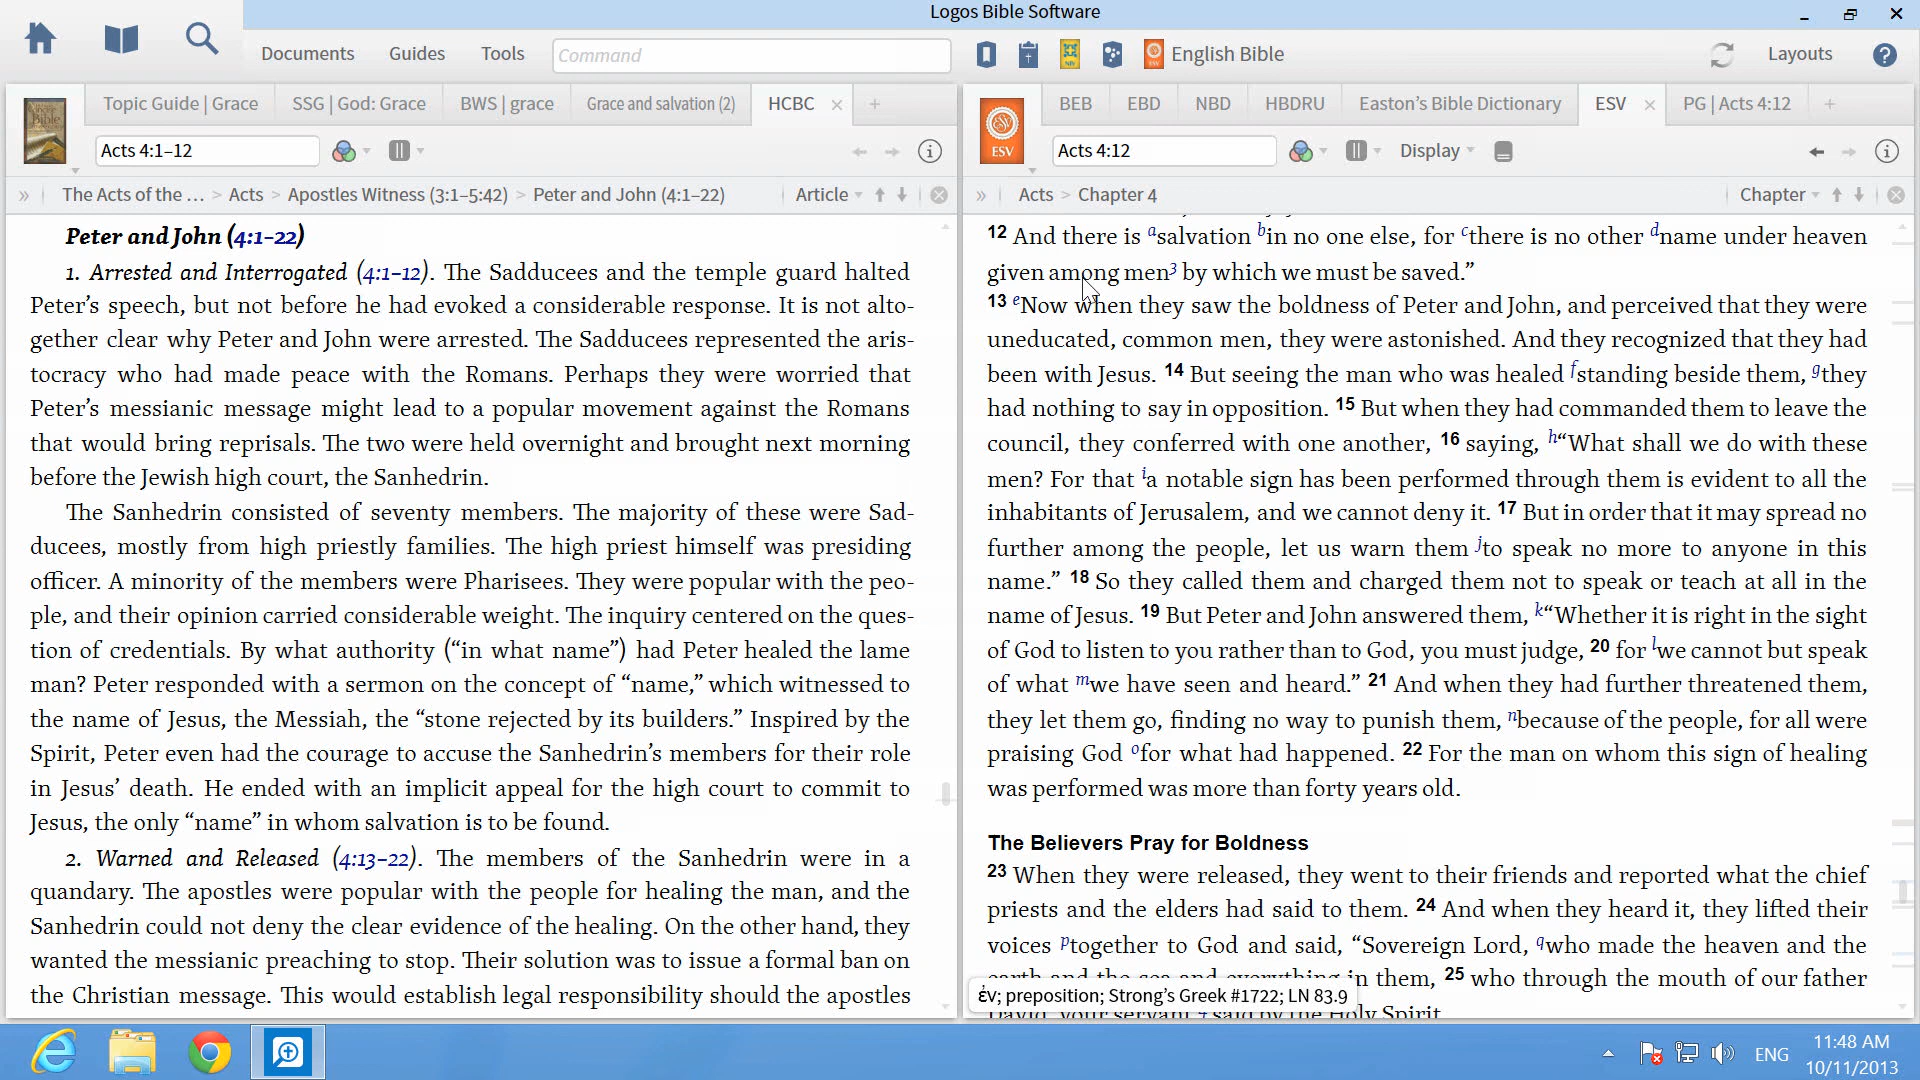 Logos Bible Software
Documents Guides Tools Command English Bible Layouts
Topic Guide | Grace SSG | God: Grace BWS | grace Grace and salvation (2) HCBC
Acts 4:1–12
» The Acts of the … > Acts > Apostles Witness (3:1–5:42) > Peter and John (4:1–22) Article
Peter and John (4:1–22)
1. Arrested and Interrogated (4:1–12). The Sadducees and the temple guard halted
Peter’s speech, but not before he had evoked a considerable response. It is not alto-
gether clear why Peter and John were arrested. The Sadducees represented the aris-
tocracy who had made peace with the Romans. Perhaps they were worried that
Peter’s messianic message might lead to a popular movement against the Romans
that would bring reprisals. The two were held overnight and brought next morning
before the Jewish high court, the Sanhedrin.
The Sanhedrin consisted of seventy members. The majority of these were Sad-
ducees, mostly from high priestly families. The high priest himself was presiding
officer. A minority of the members were Pharisees. They were popular with the peo-
ple, and their opinion carried considerable weight. The inquiry centered on the ques-
tion of credentials. By what authority (“in what name”) had Peter healed the lame
man? Peter responded with a sermon on the concept of “name,” which witnessed to
the name of Jesus, the Messiah, the “stone rejected by its builders.” Inspired by the
Spirit, Peter even had the courage to accuse the Sanhedrin’s members for their role
in Jesus’ death. He ended with an implicit appeal for the high court to commit to
Jesus, the only “name” in whom salvation is to be found.
2. Warned and Released (4:13–22). The members of the Sanhedrin were in a
quandary. The apostles were popular with the people for healing the man, and the
Sanhedrin could not deny the clear evidence of the healing. On the other hand, they
wanted the messianic preaching to stop. Their solution was to issue a formal ban on
the Christian message. This would establish legal responsibility should the apostles
BEB EBD NBD HBDRU Easton’s Bible Dictionary ESV PG | Acts 4:12
ESV
Acts 4:12 Display
» Acts > Chapter 4 Chapter
12 And there is a salvation b in no one else, for c there is no other d name under heaven
given among men3 by which we must be saved.”
13 e Now when they saw the boldness of Peter and John, and perceived that they were
uneducated, common men, they were astonished. And they recognized that they had
been with Jesus. 14 But seeing the man who was healed f standing beside them, g they
had nothing to say in opposition. 15 But when they had commanded them to leave the
council, they conferred with one another, 16 saying, h “What shall we do with these
men? For that i a notable sign has been performed through them is evident to all the
inhabitants of Jerusalem, and we cannot deny it. 17 But in order that it may spread no
further among the people, let us warn them j to speak no more to anyone in this
name.” 18 So they called them and charged them not to speak or teach at all in the
name of Jesus. 19 But Peter and John answered them, k “Whether it is right in the sight
of God to listen to you rather than to God, you must judge, 20 for l we cannot but speak
of what m we have seen and heard.” 21 And when they had further threatened them,
they let them go, finding no way to punish them, n because of the people, for all were
praising God o for what had happened. 22 For the man on whom this sign of healing
was performed was more than forty years old.
The Believers Pray for Boldness
23 When they were released, they went to their friends and reported what the chief
priests and the elders had said to them. 24 And when they heard it, they lifted their
voices p together to God and said, “Sovereign Lord, q who made the heaven and the
earth and the sea and everything in them, 25 who through the mouth of our father
David, your servant, said by the Holy Spirit
ἐν; preposition; Strong’s Greek #1722; LN 83.9
ENG
11:48 AM
10/11/2013